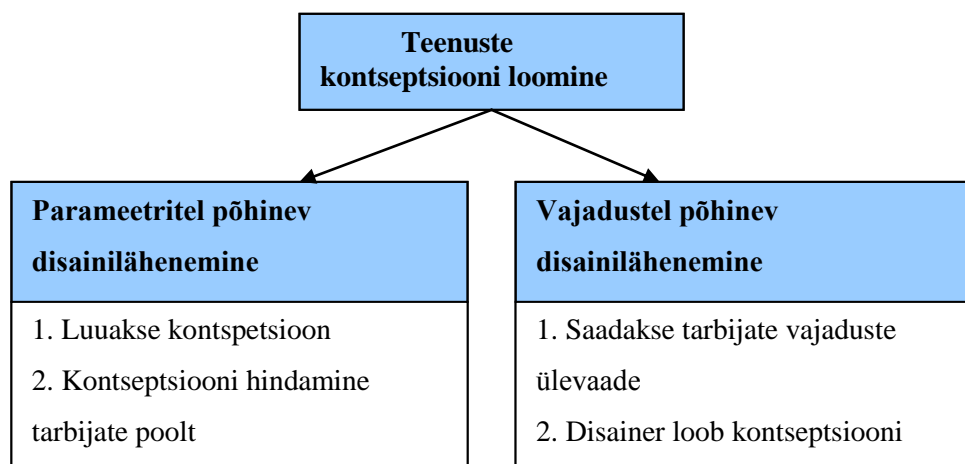 Teenuste
kontseptsiooni loomine
Parameetritel põhinev
disainilähenemine
1. Luuakse kontspetsioon
2. Kontseptsiooni hindamine
tarbijate poolt
Vajadustel põhinev
disainilähenemine
1. Saadakse tarbijate vajaduste
ülevaade
2. Disainer loob kontseptsiooni